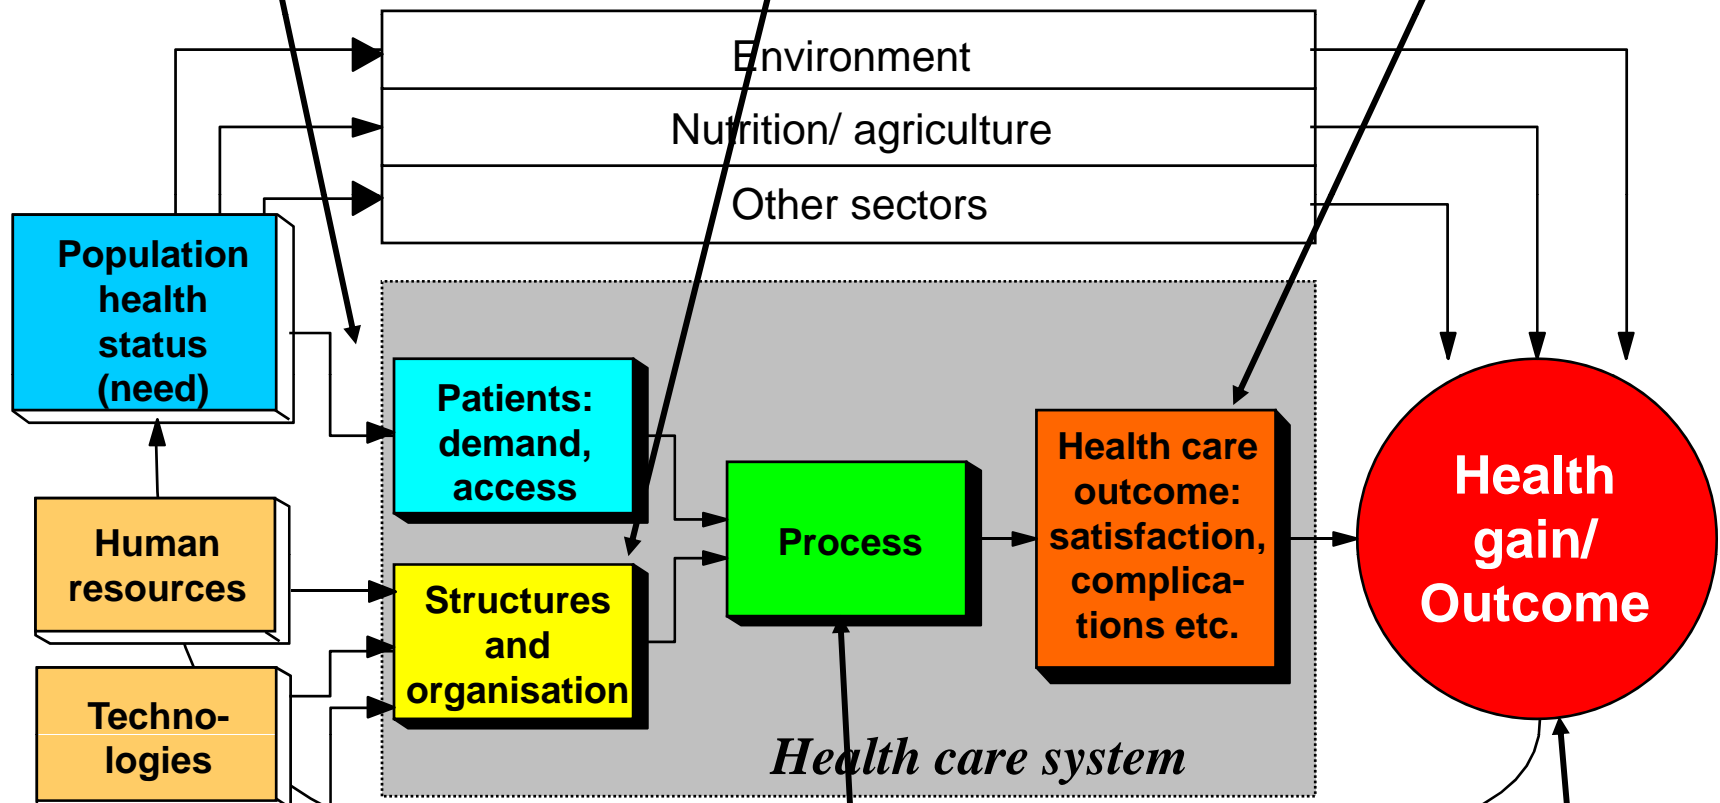 Environment
Nutrition/ agriculture
Other sectors
Population
health
status
(need)
Patients:
demand,
access
Human
resources
Structures
and
organisation
Techno-
logies
Process
Health care
outcome:
satisfaction,
complica-
tions etc.
Health
gain/
Outcome
Health care system